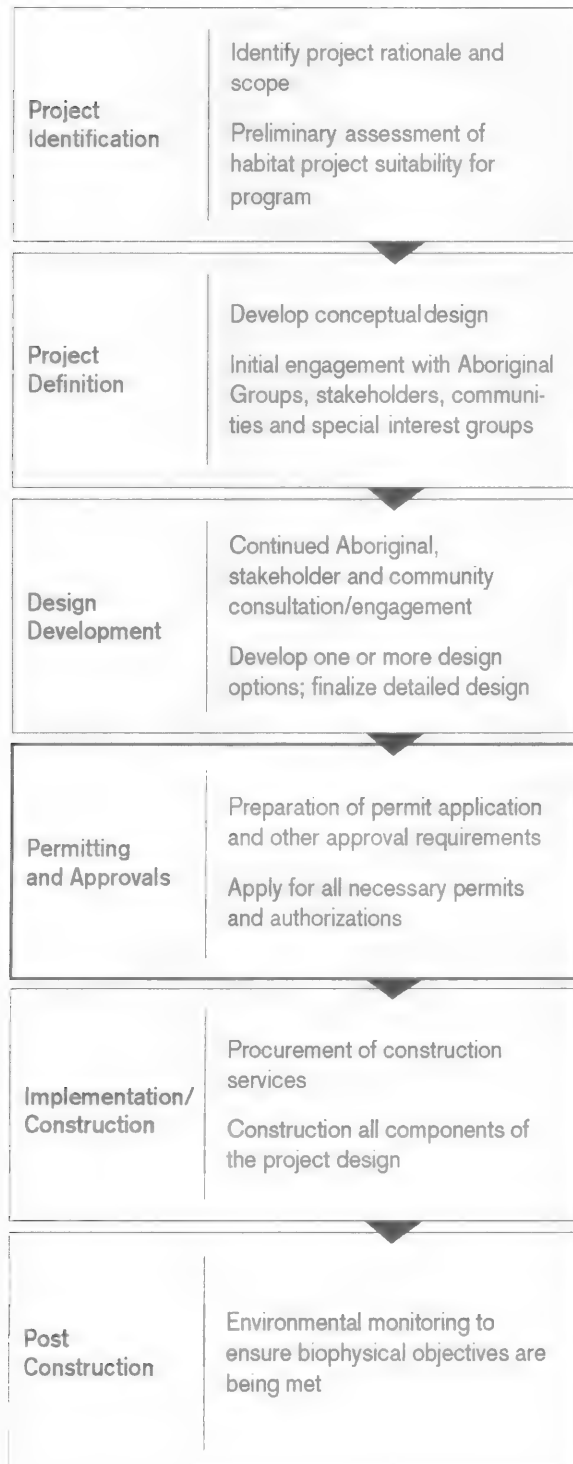 Project
Identification
Identify project rationale and
scope
Preliminary assessment of
habitat project suitability for
program
Project
Definition
Develop conceptual design
Initial engagement with Aboriginal
Groups, stakeholders, communi-
ties and special interest groups
Design
Development
Continued Aboriginal,
stakeholder and community
consultation/engagement
Develop one or more design
options; finalize detailed design
Permitting
and Approvals
Preparation of permit application
and other approval requirements
Apply for all necessary permits
and authorizations
Implementation/
Construction
Procurement of construction
services
Construction all components of
the project design
Post
Construction
Environmental monitoring to
ensure biophysical objectives are
being met